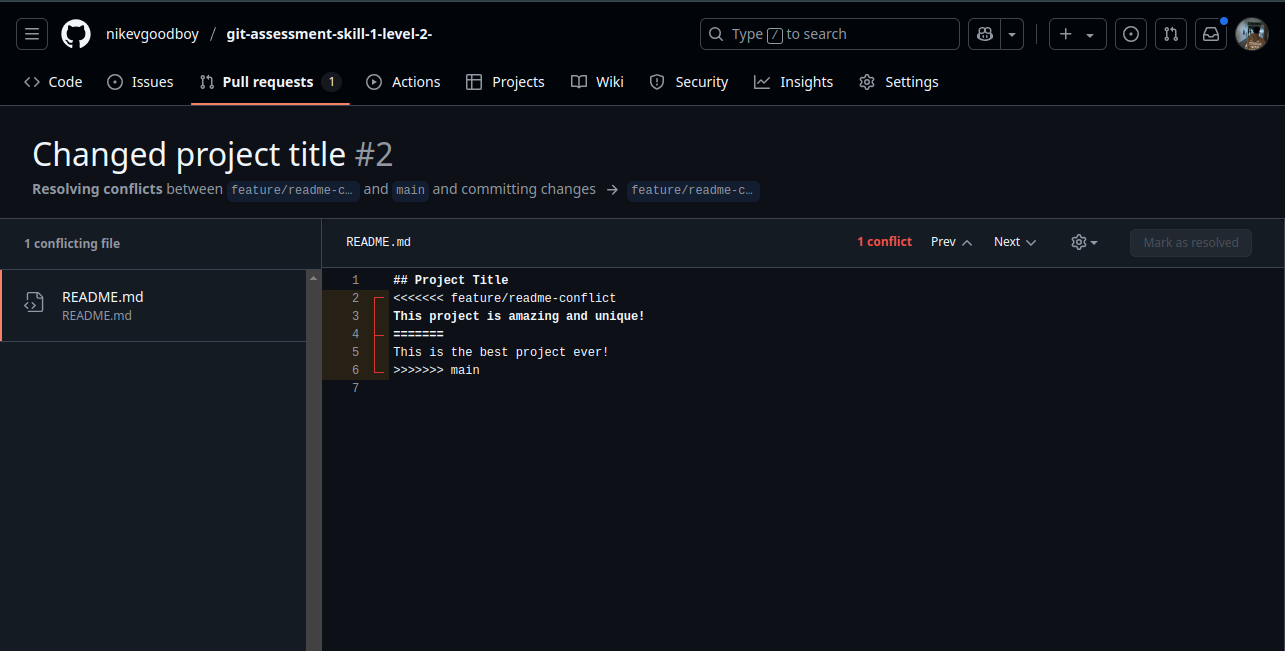 nikevgoodboy / git-assessment-skill-1-level-2-
Type / to search
Code
Issues
Pull requests 1
Actions
Projects
Wiki
Security
Insights
Settings
Changed project title #2
Resolving conflicts between feature/readme-c… and main and committing changes → feature/readme-c…
1 conflicting file
README.md
README.md
README.md
1 conflict
Prev
Next
Mark as resolved
1 ## Project Title
2 <<<<<<< feature/readme-conflict
3 This project is amazing and unique!
4 =======
5 This is the best project ever!
6 >>>>>>> main
7